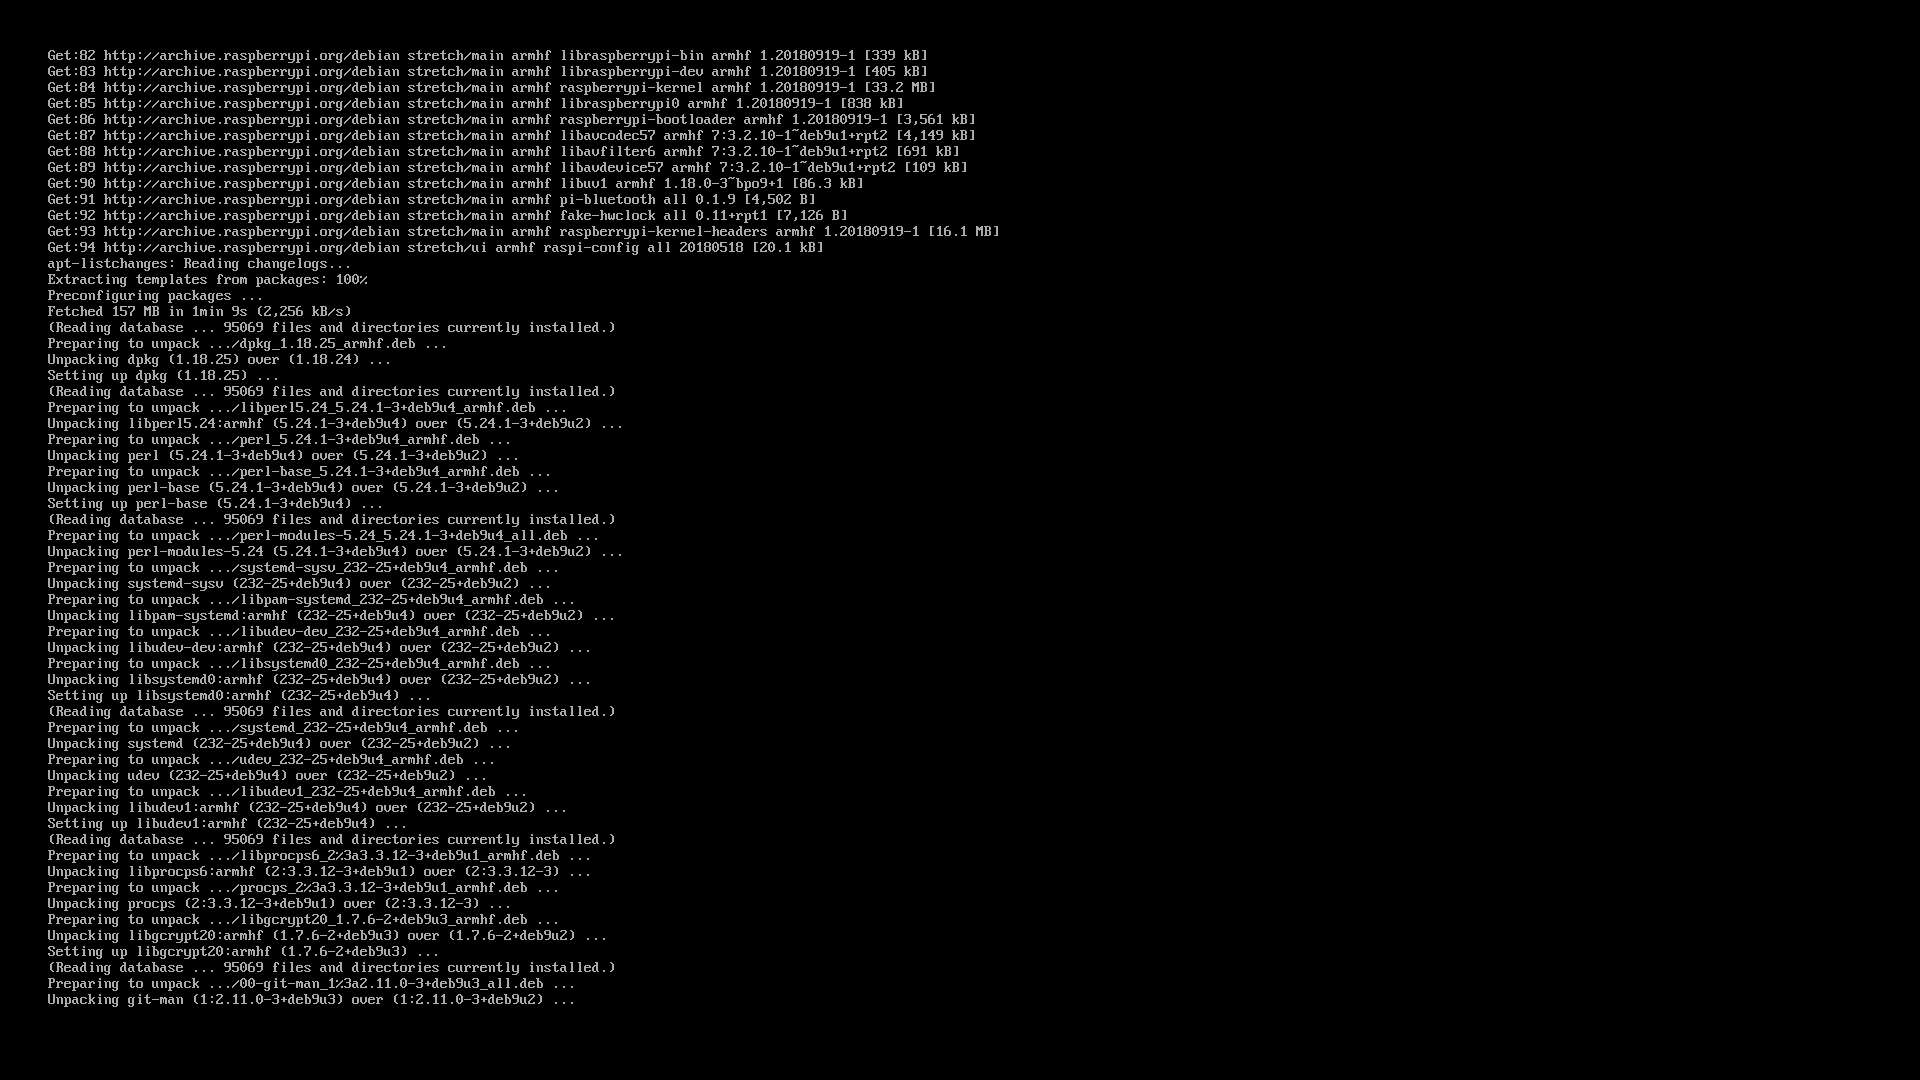 Get:82 http://archive.raspberrypi.org/debian stretch/main armhf libraspberrypi-bin armhf 1.20180919-1 [339 kB]
Get:83 http://archive.raspberrypi.org/debian stretch/main armhf libraspberrypi-dev armhf 1.20180919-1 [405 kB]
Get:84 http://archive.raspberrypi.org/debian stretch/main armhf raspberrypi-kernel armhf 1.20180919-1 [33.2 MB]
Get:85 http://archive.raspberrypi.org/debian stretch/main armhf libraspberrypi0 armhf 1.20180919-1 [838 kB]
Get:86 http://archive.raspberrypi.org/debian stretch/main armhf raspberrypi-bootloader armhf 1.20180919-1 [3,561 kB]
Get:87 http://archive.raspberrypi.org/debian stretch/main armhf libavcodec57 armhf 7:3.2.10-1~deb9u1+rpt2 [4,149 kB]
Get:88 http://archive.raspberrypi.org/debian stretch/main armhf libavfilter6 armhf 7:3.2.10-1~deb9u1+rpt2 [691 kB]
Get:89 http://archive.raspberrypi.org/debian stretch/main armhf libavdevice57 armhf 7:3.2.10-1~deb9u1+rpt2 [109 kB]
Get:90 http://archive.raspberrypi.org/debian stretch/main armhf libuv1 armhf 1.18.0-3~bpo9+1 [86.3 kB]
Get:91 http://archive.raspberrypi.org/debian stretch/main armhf pi-bluetooth all 0.1.9 [4,502 B]
Get:92 http://archive.raspberrypi.org/debian stretch/main armhf fake-hwclock all 0.11+rpt1 [7,126 B]
Get:93 http://archive.raspberrypi.org/debian stretch/main armhf raspberrypi-kernel-headers armhf 1.20180919-1 [16.1 MB]
Get:94 http://archive.raspberrypi.org/debian stretch/ui armhf raspi-config all 20180518 [20.1 kB]
apt-listchanges: Reading changelogs...
Extracting templates from packages: 100%
Preconfiguring packages ...
Fetched 157 MB in 1min 9s (2,256 kB/s)
(Reading database ... 95069 files and directories currently installed.)
Preparing to unpack .../dpkg_1.18.25_armhf.deb ...
Unpacking dpkg (1.18.25) over (1.18.24) ...
Setting up dpkg (1.18.25) ...
(Reading database ... 95069 files and directories currently installed.)
Preparing to unpack .../libperl5.24_5.24.1-3+deb9u4_armhf.deb ...
Unpacking libperl5.24:armhf (5.24.1-3+deb9u4) over (5.24.1-3+deb9u2) ...
Preparing to unpack .../perl_5.24.1-3+deb9u4_armhf.deb ...
Unpacking perl (5.24.1-3+deb9u4) over (5.24.1-3+deb9u2) ...
Preparing to unpack .../perl-base_5.24.1-3+deb9u4_armhf.deb ...
Unpacking perl-base (5.24.1-3+deb9u4) over (5.24.1-3+deb9u2) ...
Setting up perl-base (5.24.1-3+deb9u4) ...
(Reading database ... 95069 files and directories currently installed.)
Preparing to unpack .../perl-modules-5.24_5.24.1-3+deb9u4_all.deb ...
Unpacking perl-modules-5.24 (5.24.1-3+deb9u4) over (5.24.1-3+deb9u2) ...
Preparing to unpack .../systemd-sysv_232-25+deb9u4_armhf.deb ...
Unpacking systemd-sysv (232-25+deb9u4) over (232-25+deb9u2) ...
Preparing to unpack .../libpam-systemd_232-25+deb9u4_armhf.deb ...
Unpacking libpam-systemd:armhf (232-25+deb9u4) over (232-25+deb9u2) ...
Preparing to unpack .../libudev-dev_232-25+deb9u4_armhf.deb ...
Unpacking libudev-dev:armhf (232-25+deb9u4) over (232-25+deb9u2) ...
Preparing to unpack .../libsystemd0_232-25+deb9u4_armhf.deb ...
Unpacking libsystemd0:armhf (232-25+deb9u4) over (232-25+deb9u2) ...
Setting up libsystemd0:armhf (232-25+deb9u4) ...
(Reading database ... 95069 files and directories currently installed.)
Preparing to unpack .../systemd_232-25+deb9u4_armhf.deb ...
Unpacking systemd (232-25+deb9u4) over (232-25+deb9u2) ...
Preparing to unpack .../udev_232-25+deb9u4_armhf.deb ...
Unpacking udev (232-25+deb9u4) over (232-25+deb9u2) ...
Preparing to unpack .../libudev1_232-25+deb9u4_armhf.deb ...
Unpacking libudev1:armhf (232-25+deb9u4) over (232-25+deb9u2) ...
Setting up libudev1:armhf (232-25+deb9u4) ...
(Reading database ... 95069 files and directories currently installed.)
Preparing to unpack .../libprocps6_2%3a3.3.12-3+deb9u1_armhf.deb ...
Unpacking libprocps6:armhf (2:3.3.12-3+deb9u1) over (2:3.3.12-3) ...
Preparing to unpack .../procps_2%3a3.3.12-3+deb9u1_armhf.deb ...
Unpacking procps (2:3.3.12-3+deb9u1) over (2:3.3.12-3) ...
Preparing to unpack .../libgcrypt20_1.7.6-2+deb9u3_armhf.deb ...
Unpacking libgcrypt20:armhf (1.7.6-2+deb9u3) over (1.7.6-2+deb9u2) ...
Setting up libgcrypt20:armhf (1.7.6-2+deb9u3) ...
(Reading database ... 95069 files and directories currently installed.)
Preparing to unpack .../00-git-man_1%3a2.11.0-3+deb9u3_all.deb ...
Unpacking git-man (1:2.11.0-3+deb9u3) over (1:2.11.0-3+deb9u2) ...